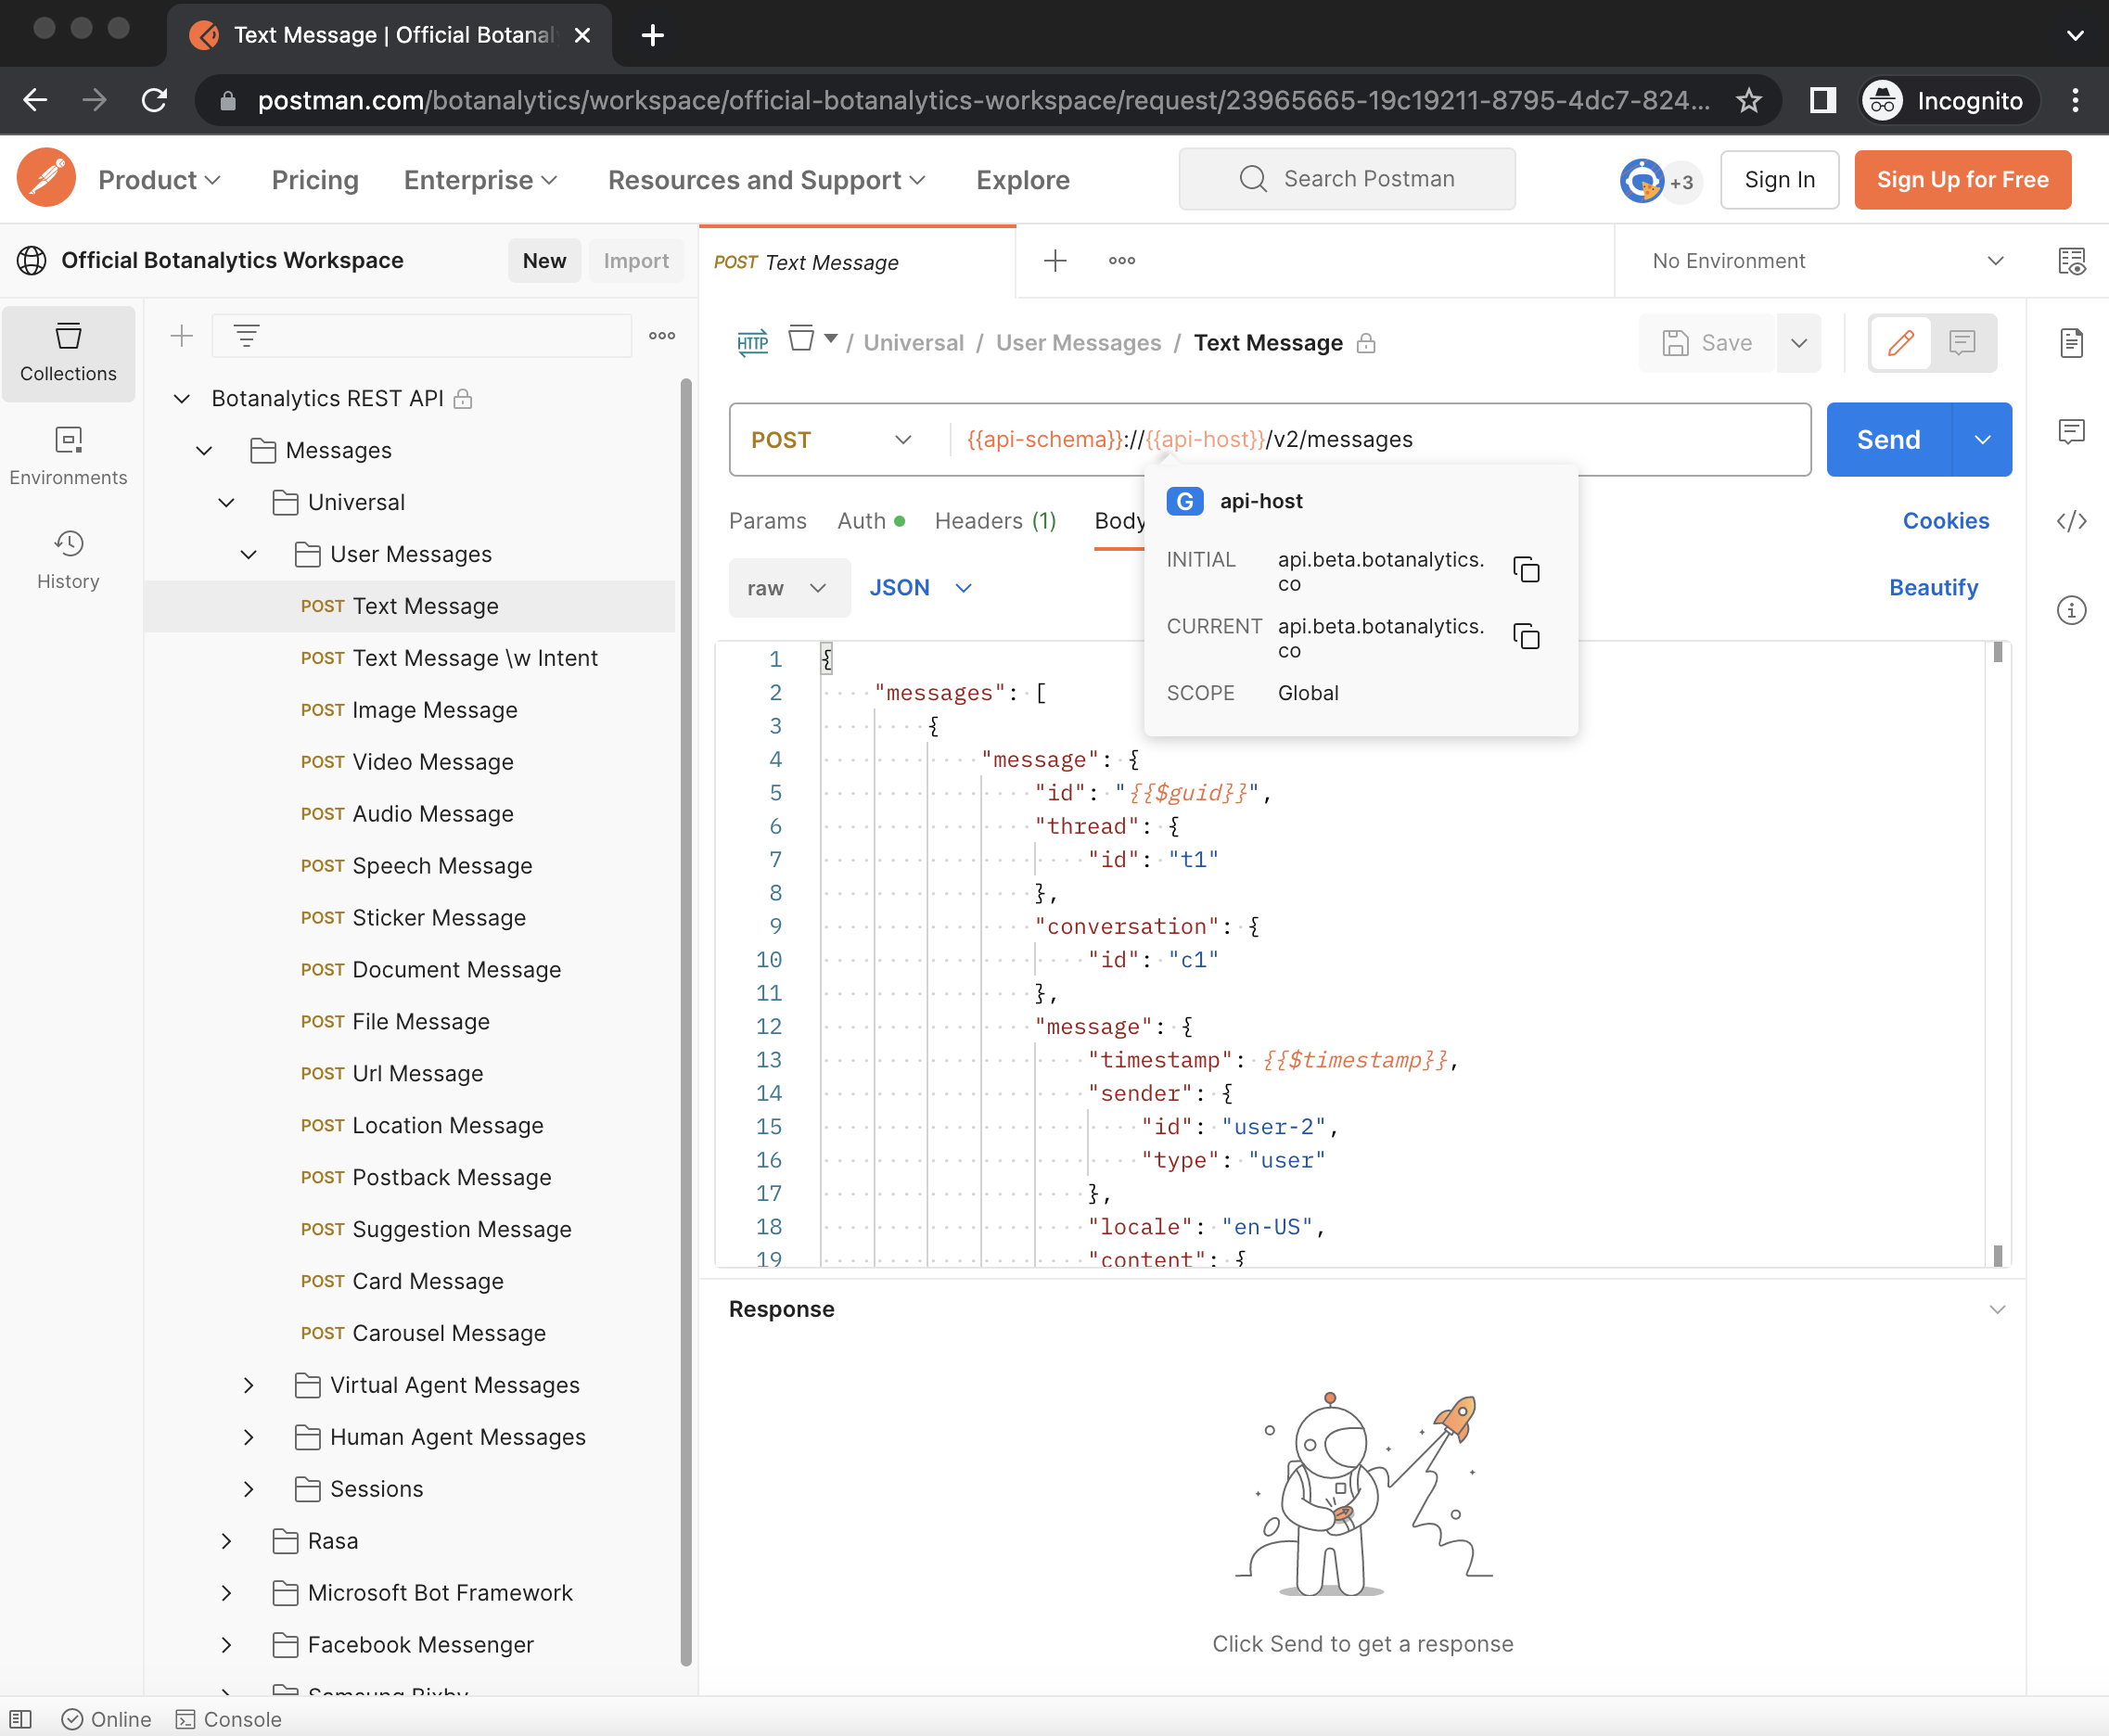 Text Message | Official Botanal
postman.com/botanalytics/workspace/official-botanalytics-workspace/request/23965665-19c19211-8795-4dc7-824...
Incognito
Product
Pricing
Enterprise
Resources and Support
Explore
Search Postman
+3
Sign In
Sign Up for Free
Official Botanalytics Workspace
New
Import
POST Text Message
No Environment
Collections
Environments
History
Botanalytics REST API
Messages
Universal
User Messages
POST Text Message
POST Text Message \w Intent
POST Image Message
POST Video Message
POST Audio Message
POST Speech Message
POST Sticker Message
POST Document Message
POST File Message
POST Url Message
POST Location Message
POST Postback Message
POST Suggestion Message
POST Card Message
POST Carousel Message
Virtual Agent Messages
Human Agent Messages
Sessions
Rasa
Microsoft Bot Framework
Facebook Messenger
Samsung Bixby
HTTP / Universal / User Messages / Text Message
Save
POST {{api-schema}}://{{api-host}}/v2/messages
Send
Params Auth Headers (1) Body
Cookies
raw JSON
Beautify
G api-host
INITIAL api.beta.botanalytics.
co
CURRENT api.beta.botanalytics.
co
SCOPE Global
1 {
2 "messages": [
3 {
4 "message": {
5 "id": "{{$guid}}",
6 "thread": {
7 "id": "t1"
8 },
9 "conversation": {
10 "id": "c1"
11 },
12 "message": {
13 "timestamp": {{$timestamp}},
14 "sender": {
15 "id": "user-2",
16 "type": "user"
17 },
18 "locale": "en-US",
19 "content": {
Response
Click Send to get a response
Online
Console